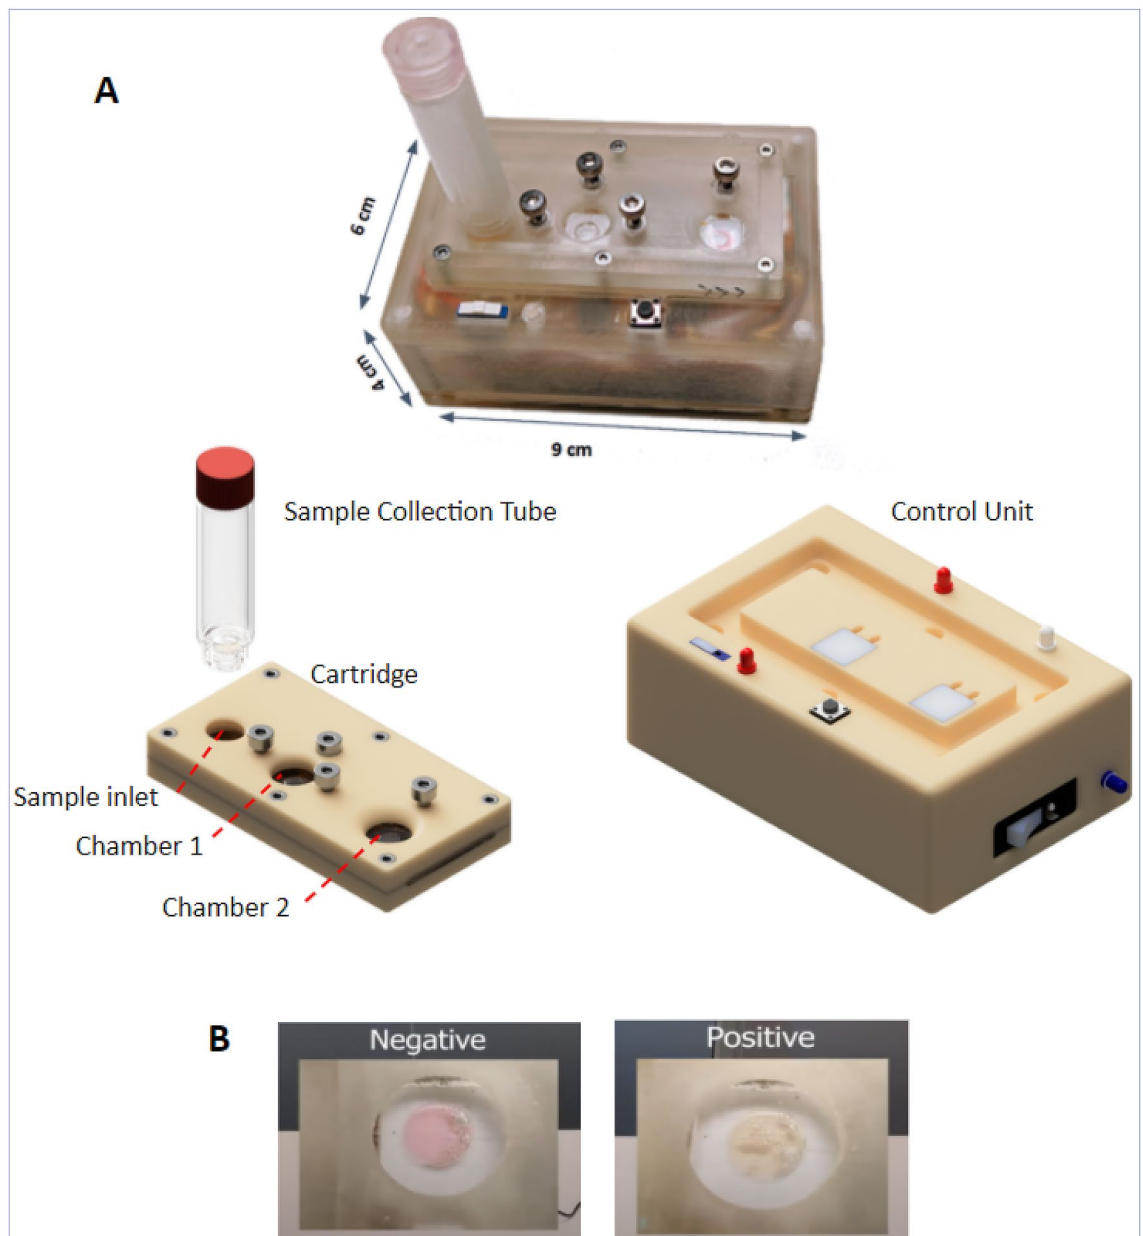 A
6 cm
4 cm
9 cm
Sample Collection Tube
Control Unit
Cartridge
Sample inlet
Chamber 1
Chamber 2
B
Negative
Positive